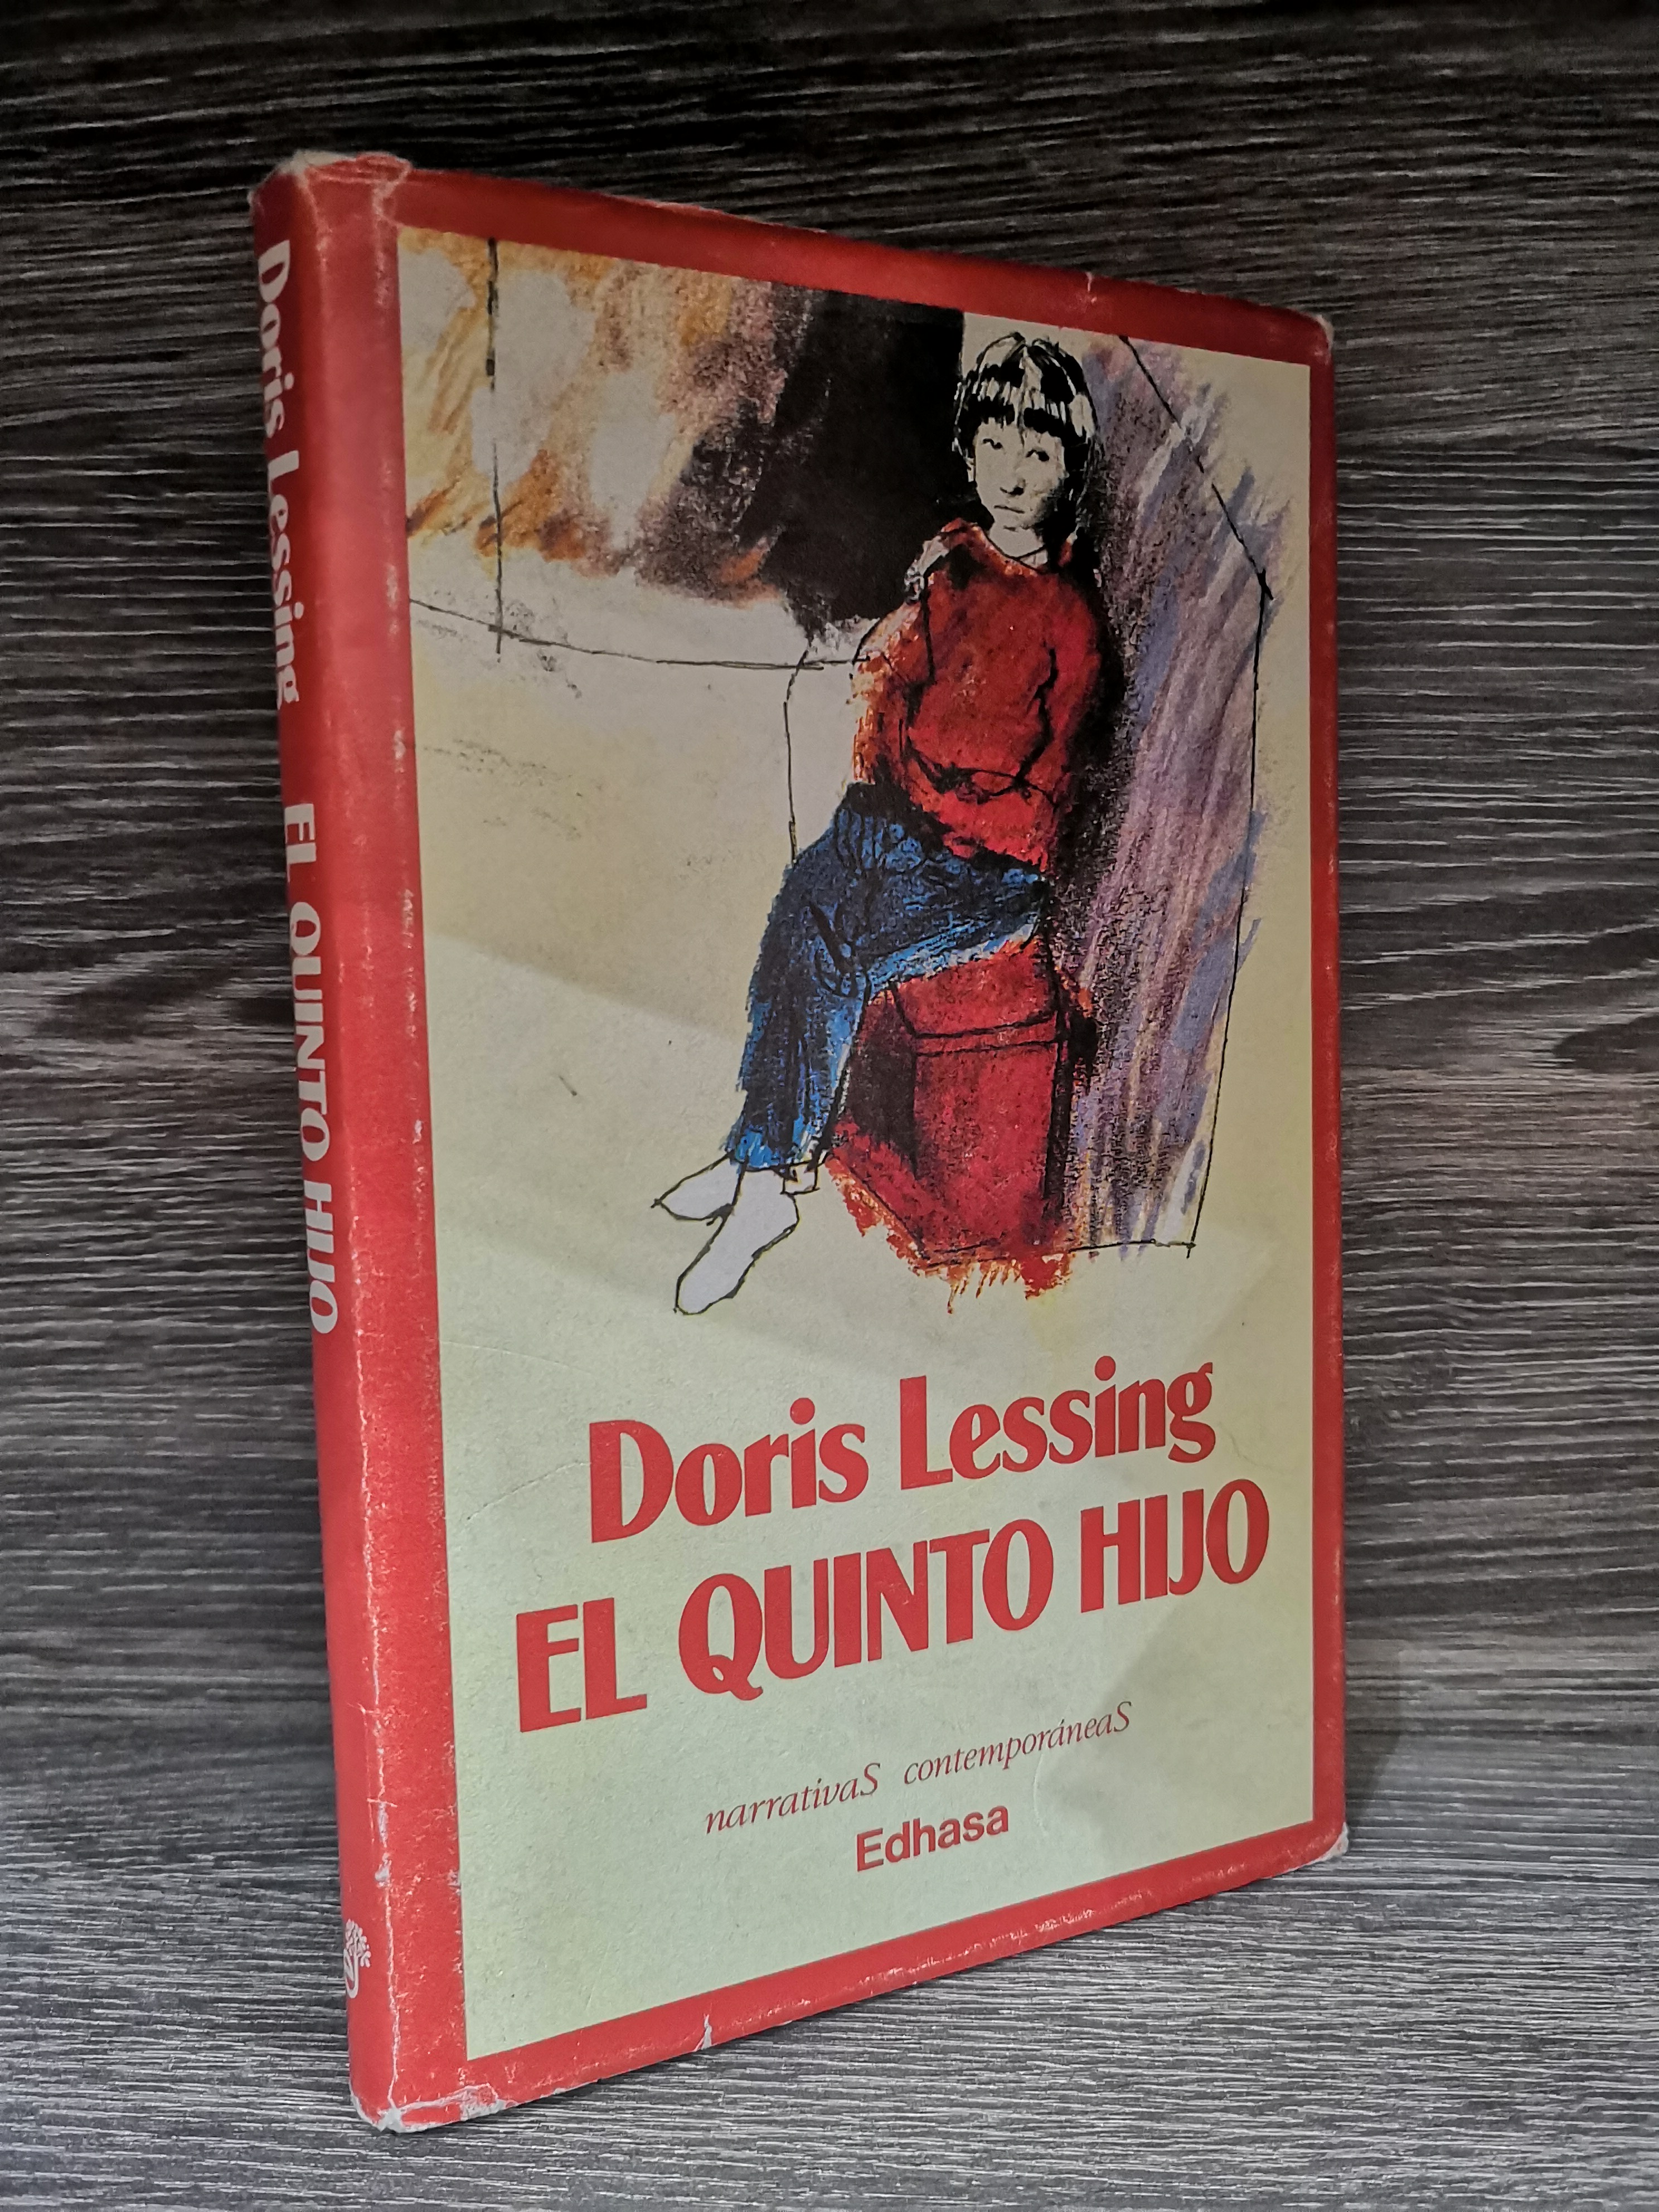 Doris Lessing EL QUINTO HIJO
Doris Lessing
EL QUINTO HIJO
narrativaS contemporáneaS
Edhasa